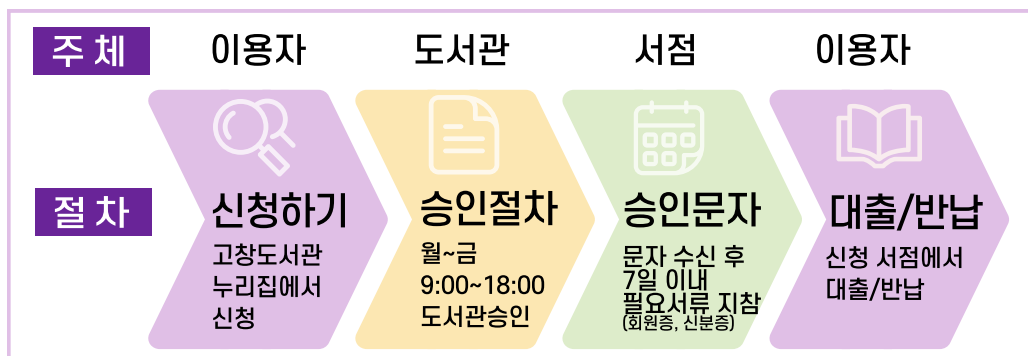 주 체
이용자
도서관
서점
이용자
절 차
신청하기
고창도서관
누리집에서
신청
승인절차
월~금
9:00~18:00
도서관승인
승인문자
문자 수신 후
7일 이내
필요서류 지참
(회원증, 신분증)
대출/반납
신청 서점에서
대출/반납